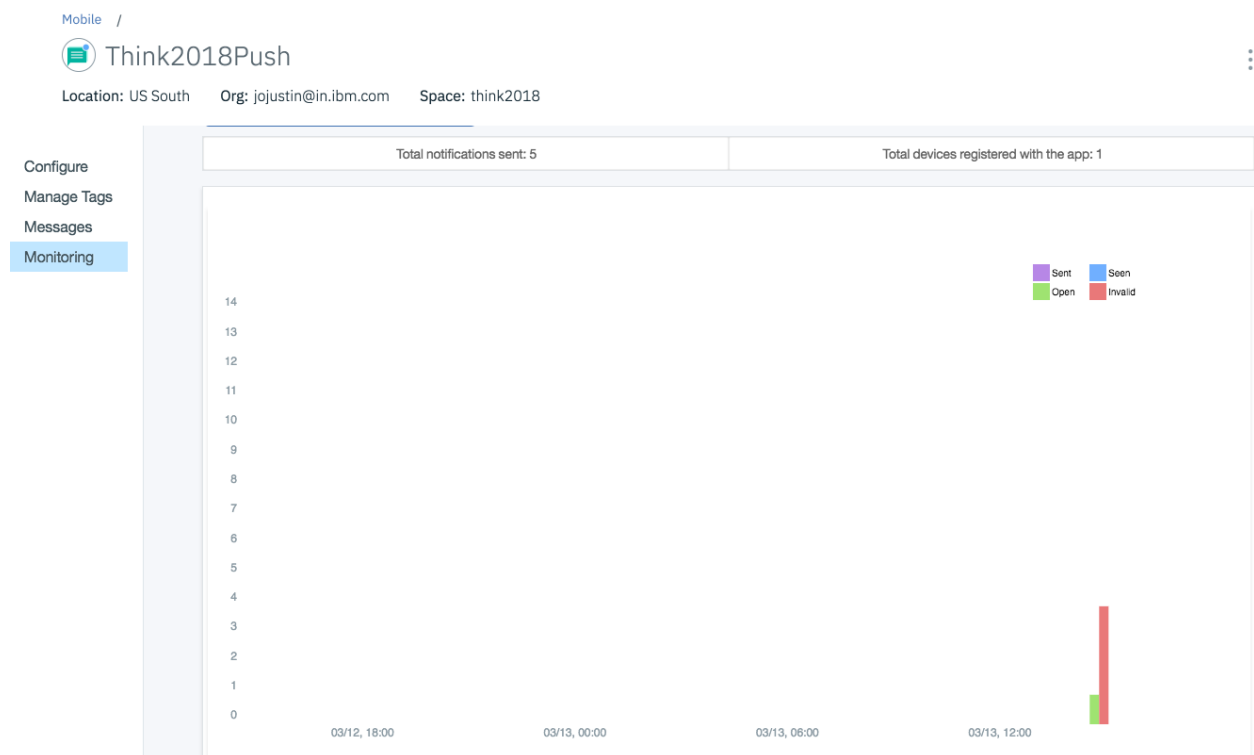 Mobile /
Think2018Push
Location: US South Org: jojustin@in.ibm.com Space: think2018
Configure
Manage Tags
Messages
Monitoring
Total notifications sent: 5
Total devices registered with the app: 1
Sent
Seen
Open
Invalid
14
13
12
11
10
9
8
7
6
5
4
3
2
1
0
03/12, 18:00
03/13, 00:00
03/13, 06:00
03/13, 12:00